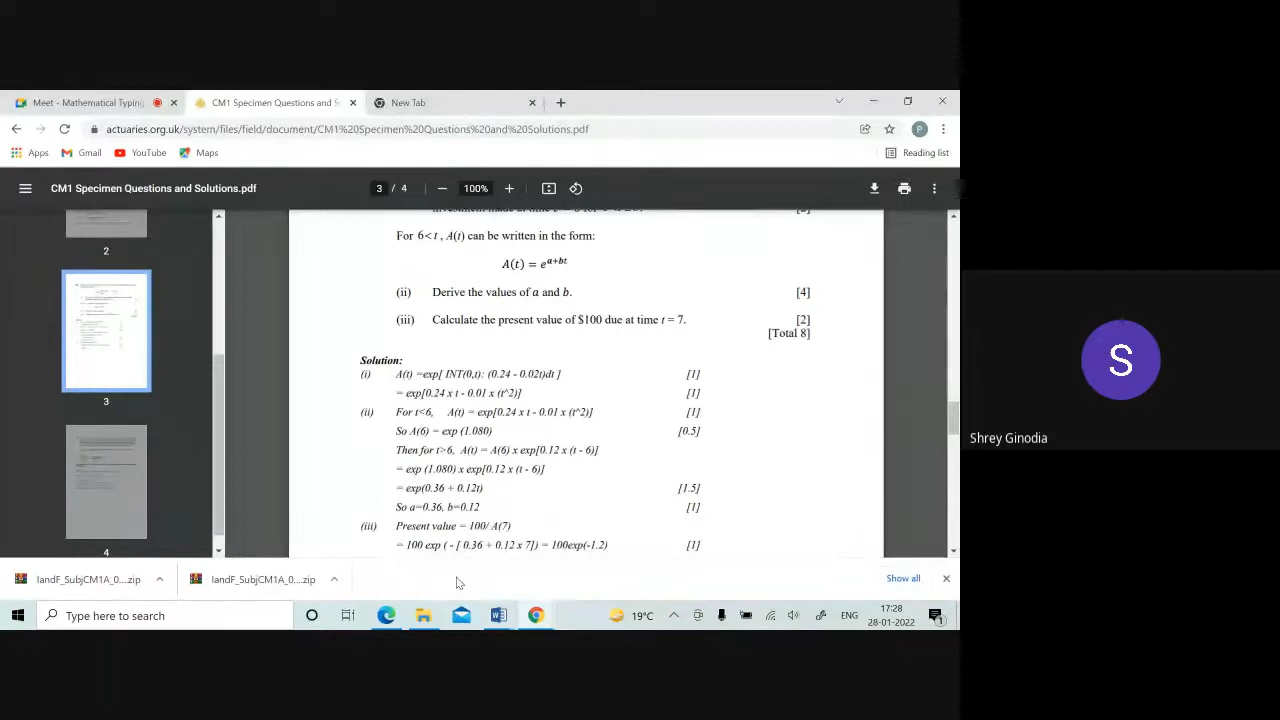 Meet - Mathematical Typing
CM1 Specimen Questions and S
New Tab
actuaries.org.uk/system/files/field/document/CM1%20Specimen%20Questions%20and%20Solutions.pdf
P
Apps Gmail YouTube Maps
Reading list
CM1 Specimen Questions and Solutions.pdf
3 / 4
100%
2
3
4
For 6<t, A(t) can be written in the form:
A(t) = e^{a+bt}
(ii) Derive the values of a and b. [4]
(iii) Calculate the present value of $100 due at time t = 7. [2]
[Total 8]
Solution:
(i) A(t) =exp[ INT(0,t): (0.24 - 0.02t)dt ] [1]
= exp[0.24 x t - 0.01 x (t^2)] [1]
(ii) For t<6, A(t) = exp[0.24 x t - 0.01 x (t^2)] [1]
So A(6) = exp (1.080) [0.5]
Then for t>6, A(t) = A(6) x exp[0.12 x (t - 6)]
= exp (1.080) x exp[0.12 x (t - 6)]
= exp(0.36 + 0.12t) [1.5]
So a=0.36, b=0.12 [1]
(iii) Present value = 100/ A(7)
= 100 exp ( - [ 0.36 + 0.12 x 7]) = 100exp(-1.2) [1]
IandF_SubjCM1A_0....zip
IandF_SubjCM1A_0....zip
Show all
Type here to search
19°C
ENG
17:28
28-01-2022
1
S
Shrey Ginodia